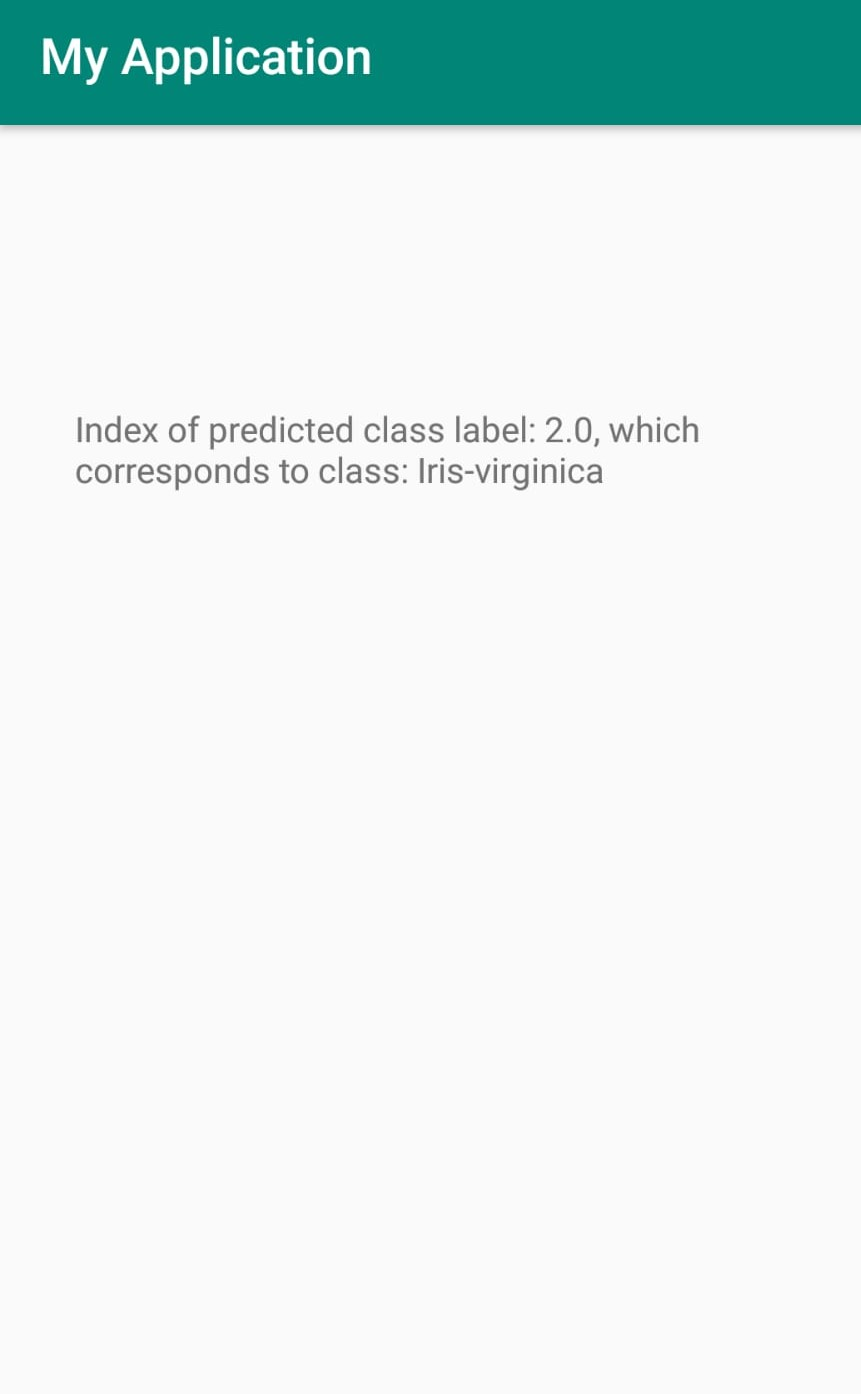 My Application
Index of predicted class label: 2.0, which
corresponds to class: Iris-virginica